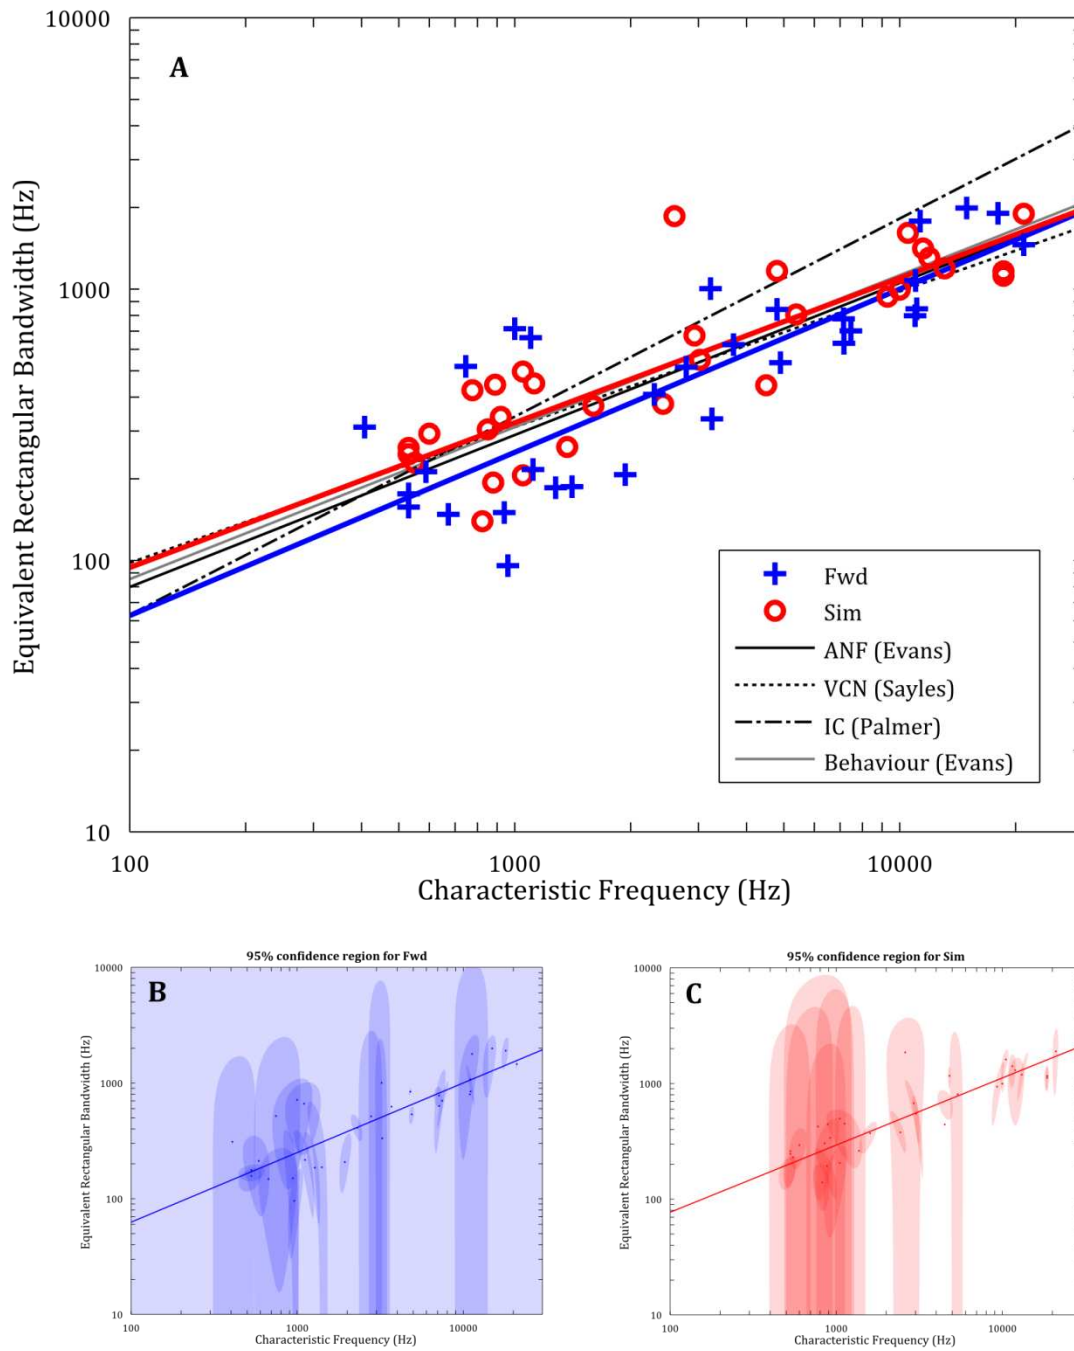 A
Equivalent Rectangular Bandwidth (Hz)
10000
1000
100
10
100
1000
10000
Characteristic Frequency (Hz)
Fwd
Sim
ANF (Evans)
VCN (Sayles)
IC (Palmer)
Behaviour (Evans)
95% confidence region for Fwd
B
Equivalent Rectangular Bandwidth (Hz)
10000
1000
100
10
100
1000
10000
Characteristic Frequency (Hz)
95% confidence region for Sim
C
Equivalent Rectangular Bandwidth (Hz)
10000
1000
100
10
100
1000
10000
Characteristic Frequency (Hz)